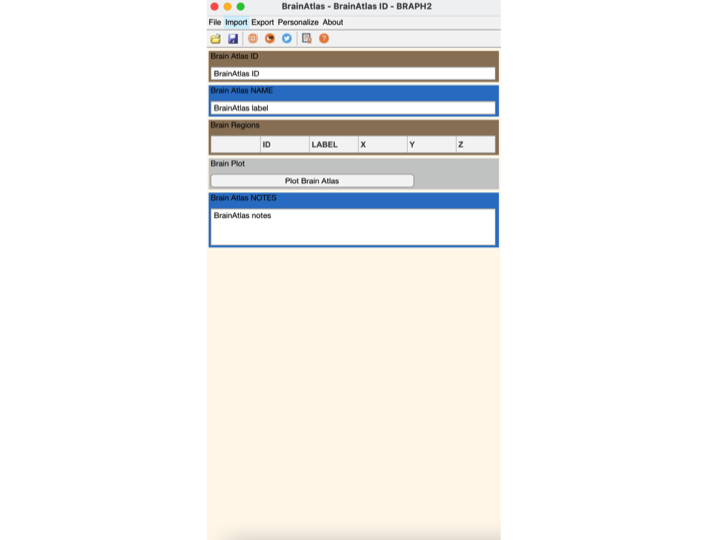 BrainAtlas - BrainAtlas ID - BRAPH2
File Import Export Personalize About
Brain Atlas ID
BrainAtlas ID
Brain Atlas NAME
BrainAtlas label
Brain Regions
ID LABEL X Y Z
Brain Plot
Plot Brain Atlas
Brain Atlas NOTES
BrainAtlas notes